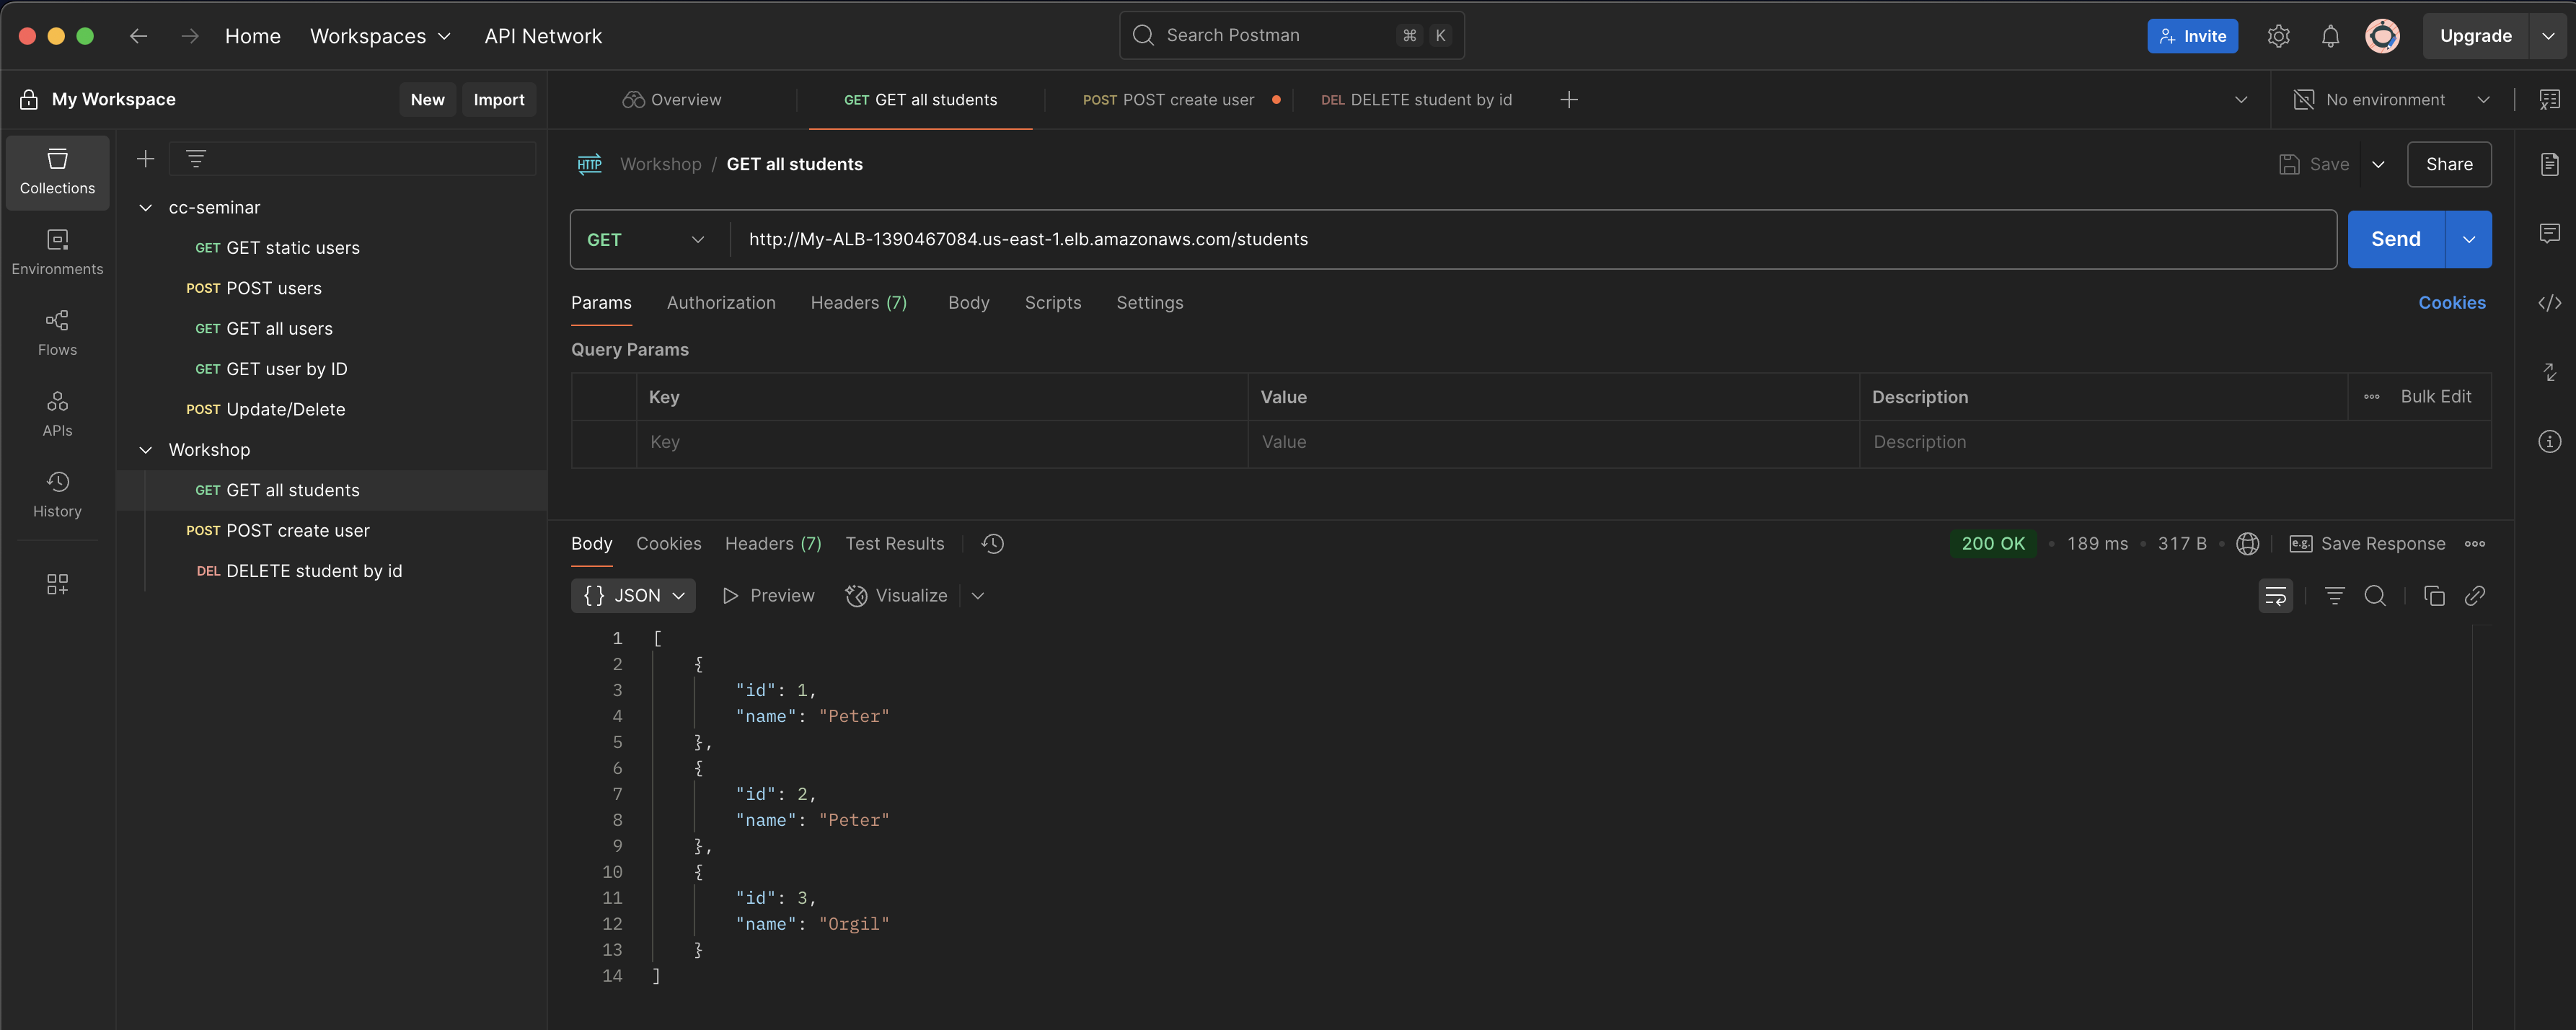 Home Workspaces API Network Search Postman ⌘ K Invite Upgrade
My Workspace New Import Overview GET GET all students POST POST create user DEL DELETE student by id No environment
Collections
Environments
Flows
APIs
History
cc-seminar
GET GET static users
POST POST users
GET GET all users
GET GET user by ID
POST Update/Delete
Workshop
GET GET all students
POST POST create user
DEL DELETE student by id
HTTP Workshop / GET all students Save Share
GET http://My-ALB-1390467084.us-east-1.elb.amazonaws.com/students Send
Params Authorization Headers (7) Body Scripts Settings Cookies
Query Params
Key Value Description Bulk Edit
Key Value Description
Body Cookies Headers (7) Test Results 200 OK 189 ms 317 B e.g. Save Response
{} JSON Preview Visualize
1 [
2 {
3 "id": 1,
4 "name": "Peter"
5 },
6 {
7 "id": 2,
8 "name": "Peter"
9 },
10 {
11 "id": 3,
12 "name": "Orgil"
13 }
14 ]